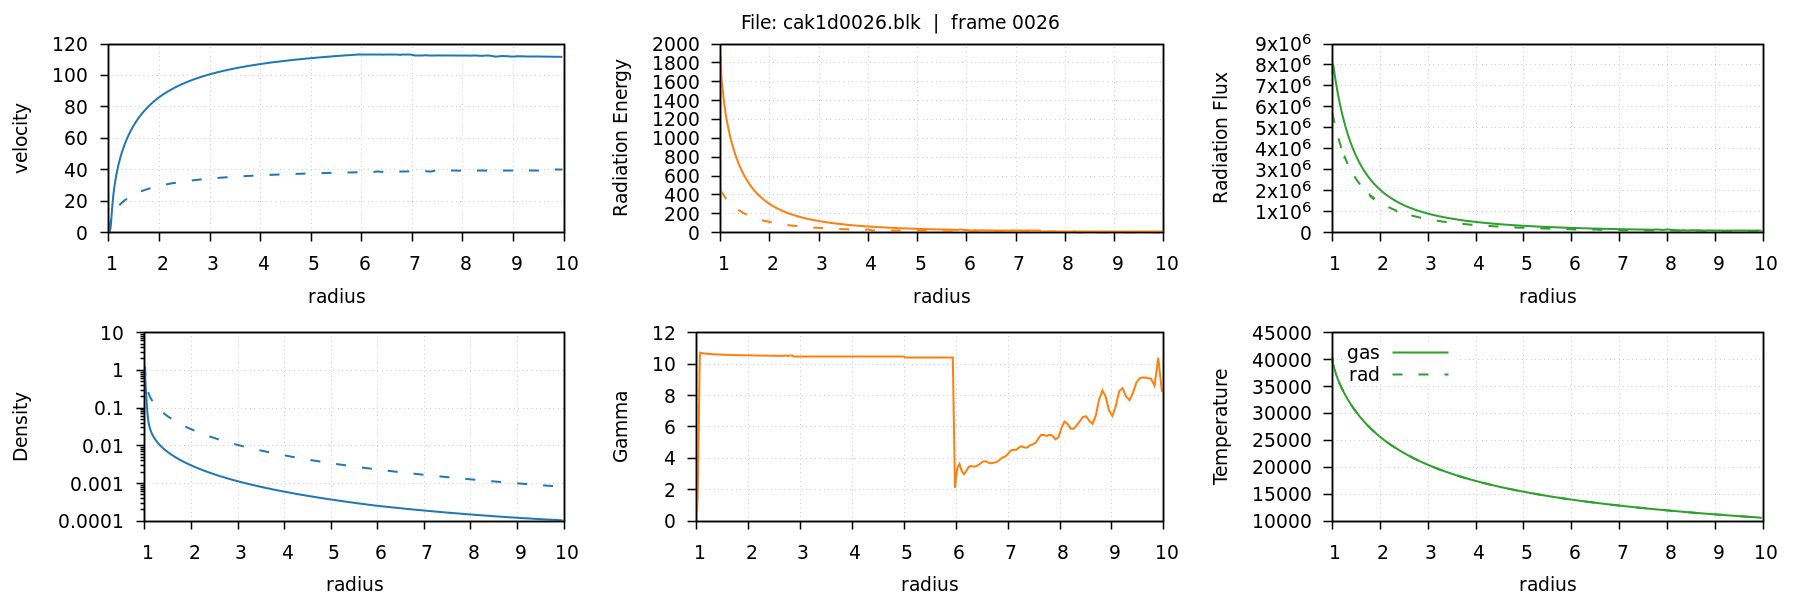 File: cak1d0026.blk | frame 0026
velocity
120
100
80
60
40
20
0
1 2 3 4 5 6 7 8 9 10
radius
Radiation Energy
2000
1800
1600
1400
1200
1000
800
600
400
200
0
1 2 3 4 5 6 7 8 9 10
radius
Radiation Flux
9x10⁶
8x10⁶
7x10⁶
6x10⁶
5x10⁶
4x10⁶
3x10⁶
2x10⁶
1x10⁶
0
1 2 3 4 5 6 7 8 9 10
radius
Density
10
1
0.1
0.01
0.001
0.0001
1 2 3 4 5 6 7 8 9 10
radius
Gamma
12
10
8
6
4
2
0
1 2 3 4 5 6 7 8 9 10
radius
Temperature
45000
40000
35000
30000
25000
20000
15000
10000
gas
rad
1 2 3 4 5 6 7 8 9 10
radius